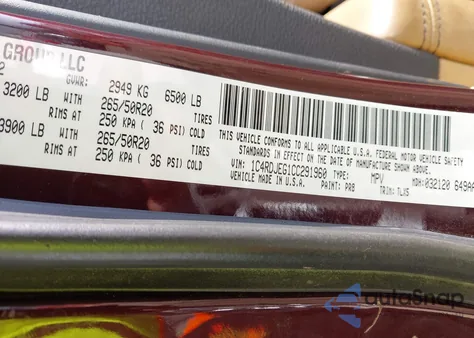 GROUP LLC
GVWR: 2949 KG 6500 LB
3200 LB WITH 265/50R20 TIRES
RIMS AT 250 KPA ( 36 PSI) COLD
3900 LB WITH 265/50R20 TIRES
RIMS AT 250 KPA ( 36 PSI) COLD
THIS VEHICLE CONFORMS TO ALL APPLICABLE U.S.A. FEDERAL MOTOR VEHICLE SAFETY
STANDARDS IN EFFECT ON THE DATE OF MANUFACTURE SHOWN ABOVE.
VIN: 1C4RDJEG1CC291960 TYPE: MPV MDH: 032120 649AA
VEHICLE MADE IN U.S.A. PAINT: PRB TRIM: TLX5
autosnap